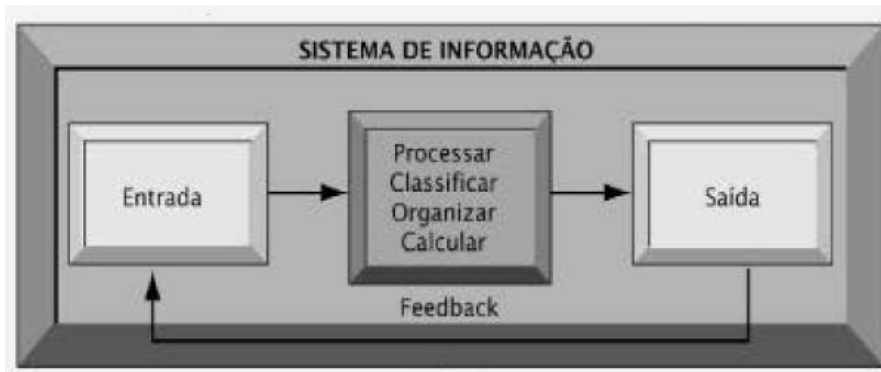 SISTEMA DE INFORMAÇÃO
Entrada
Processar
Classificar
Organizar
Calcular
Saída
Feedback